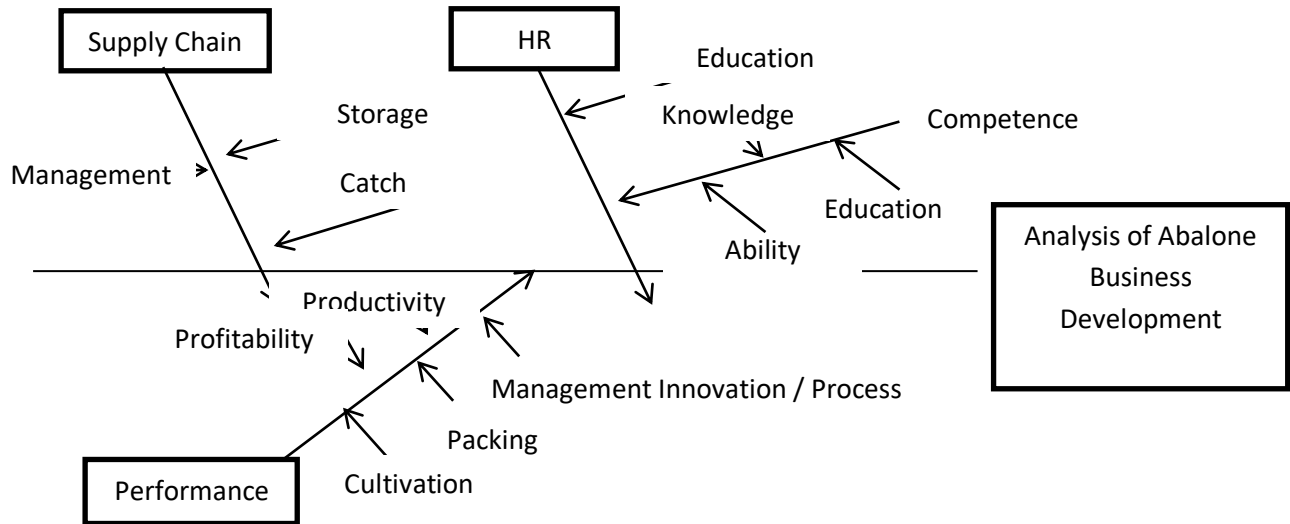 Supply Chain
HR
Education
Storage
Knowledge
Competence
Management
Catch
Education
Ability
Analysis of Abalone
Business
Development
Productivity
Profitability
Management Innovation / Process
Packing
Cultivation
Performance